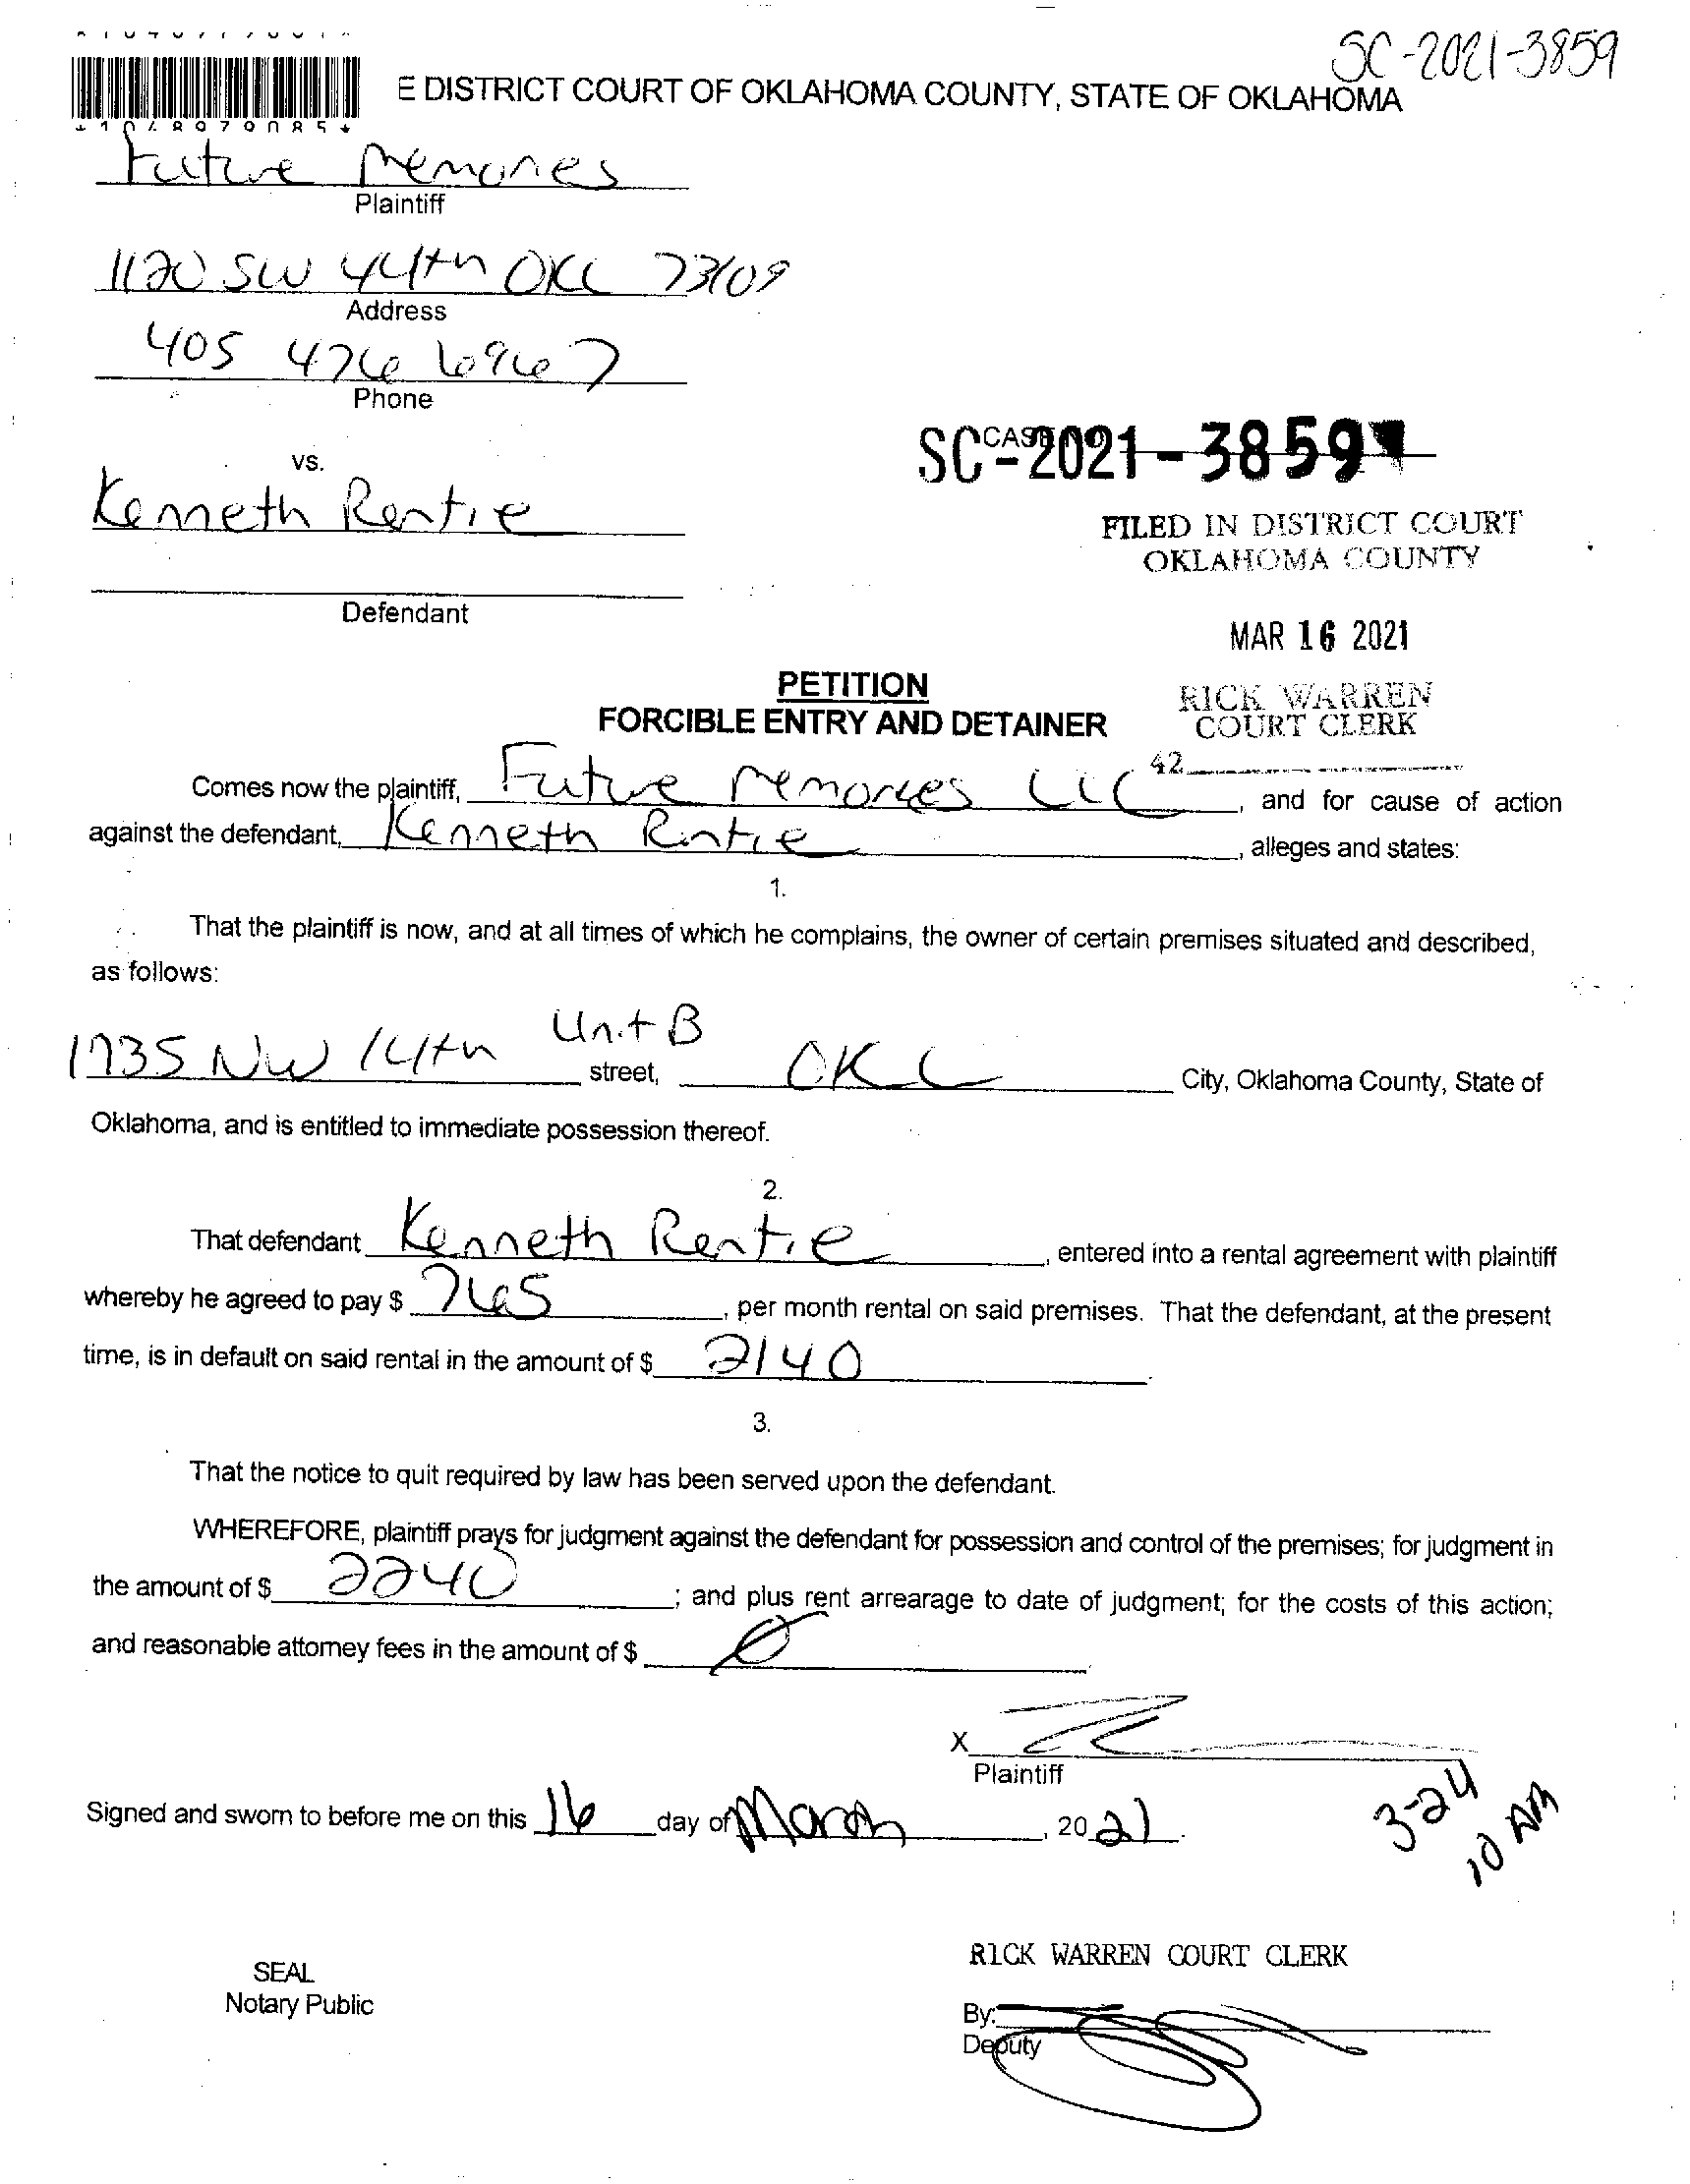 SC-2021-3859
E DISTRICT COURT OF OKLAHOMA COUNTY, STATE OF OKLAHOMA
Future Memories
Plaintiff
1120 SW 44th OKC 73109
Address
405 476 6967
Phone
vs.
SC-2021-3859
Kenneth Rentie
FILED IN DISTRICT COURT
OKLAHOMA COUNTY
Defendant
MAR 16 2021
PETITION
FORCIBLE ENTRY AND DETAINER
RICK WARREN
COURT CLERK
42
Comes now the plaintiff, Future Memories LLC, and for cause of action
against the defendant, Kenneth Rentie, alleges and states:
1.
That the plaintiff is now, and at all times of which he complains, the owner of certain premises situated and described,
as follows:
1735 NW 14th Unit B street, OKC City, Oklahoma County, State of
Oklahoma, and is entitled to immediate possession thereof.
2.
That defendant Kenneth Rentie, entered into a rental agreement with plaintiff
whereby he agreed to pay $ 765, per month rental on said premises. That the defendant, at the present
time, is in default on said rental in the amount of $ 2140.
3.
That the notice to quit required by law has been served upon the defendant.
WHEREFORE, plaintiff prays for judgment against the defendant for possession and control of the premises; for judgment in
the amount of $ 2240; and plus rent arrearage to date of judgment; for the costs of this action;
and reasonable attorney fees in the amount of $ 0.
X
Plaintiff
Signed and sworn to before me on this 16 day of March, 2021.
3-24
10 AM
RICK WARREN COURT CLERK
SEAL
Notary Public
By:
Deputy